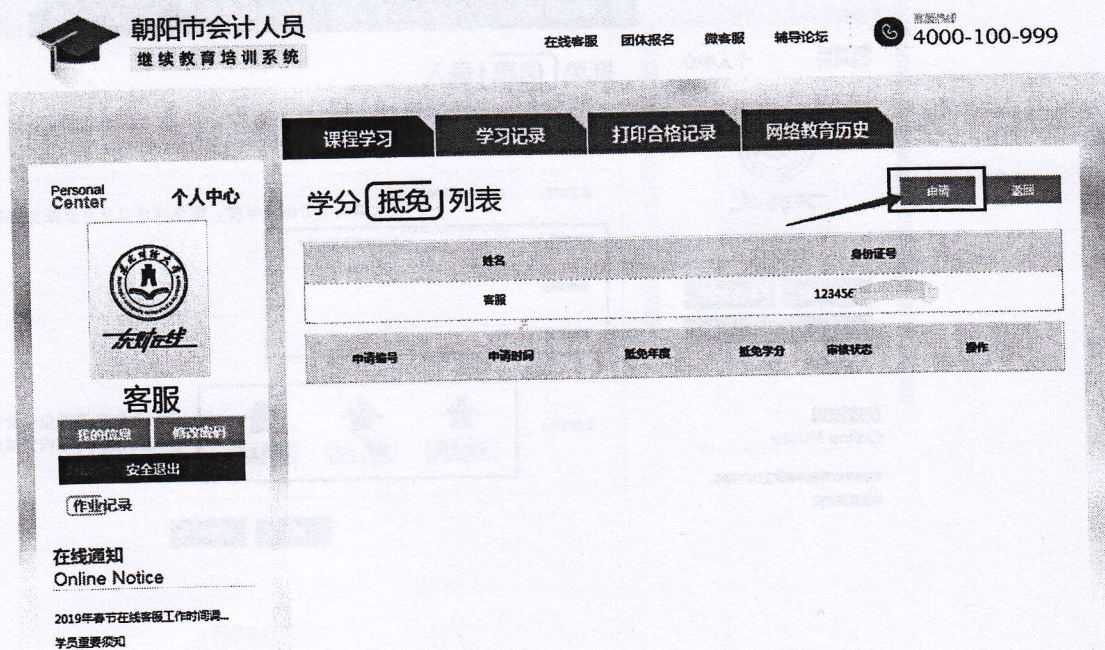 朝阳市会计人员
继续教育培训系统
在线客服 团体报名 微客服 辅导论坛
4000-100-999
课程学习 学习记录 打印合格记录 网络教育历史
Personal
Center 个人中心
学分抵免列表
申请 返回
姓名 身份证号
客服 123456
申请编号 申请时间 抵免年度 抵免学分 审核状态 操作
东财在线
客服
我的信息 修改密码
安全退出
作业记录
在线通知
Online Notice
2019年春节在线客服工作时间调...
学员重要须知